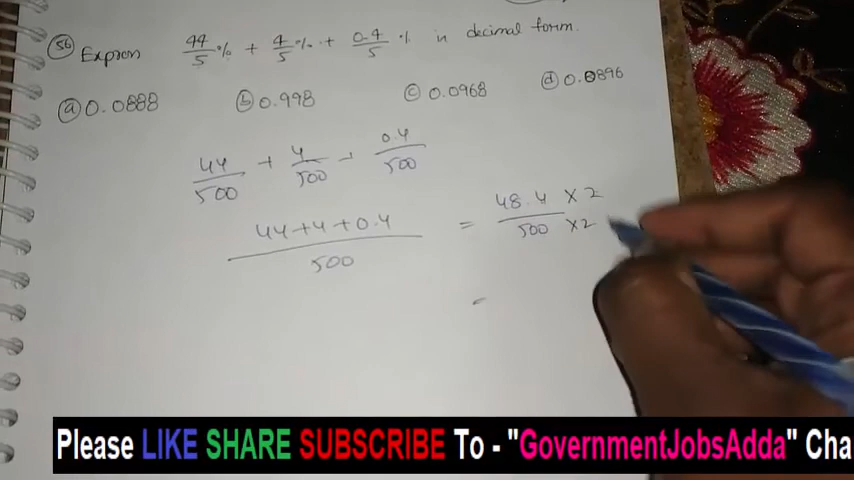 56 Express 44/5 % + 4/5 % + 0.4/5 % in decimal form.
a 0.0888 b 0.998 c 0.0968 d 0.0896
44/500 + 4/500 + 0.4/500
44+4+0.4/500 = 48.4 ×2/500 ×2
=
Please LIKE SHARE SUBSCRIBE To - "GovernmentJobsAdda" Cha